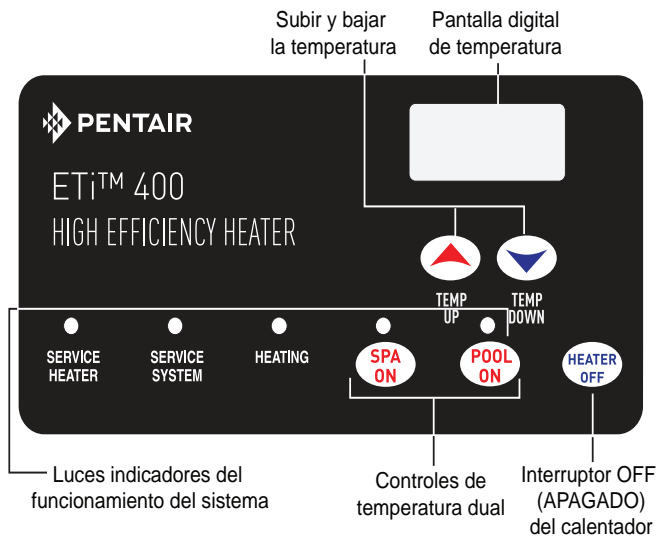 Subir y bajar
la temperatura
Pantalla digital
de temperatura
PENTAIR
ETi™ 400
HIGH EFFICIENCY HEATER
TEMP
UP
TEMP
DOWN
SERVICE
HEATER
SERVICE
SYSTEM
HEATING
SPA
ON
POOL
ON
HEATER
OFF
Luces indicadores del
funcionamiento del sistema
Controles de
temperatura dual
Interruptor OFF
(APAGADO)
del calentador